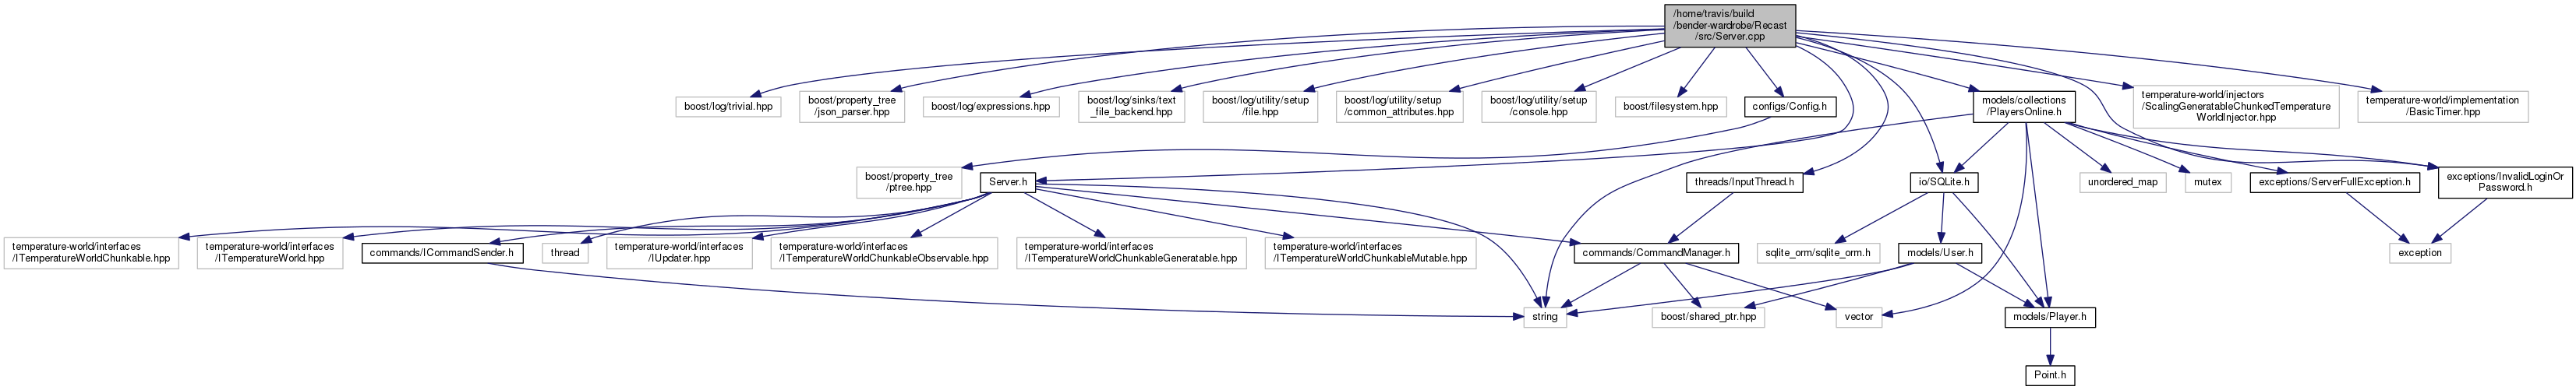 /home/travis/build
/bender-wardrobe/Recast
/src/Server.cpp
boost/log/trivial.hpp
boost/property_tree
/json_parser.hpp
boost/log/expressions.hpp
boost/log/sinks/text
_file_backend.hpp
boost/log/utility/setup
/file.hpp
boost/log/utility/setup
/common_attributes.hpp
boost/log/utility/setup
/console.hpp
boost/filesystem.hpp
configs/Config.h
models/collections
/PlayersOnline.h
temperature-world/injectors
/ScalingGeneratableChunkedTemperature
WorldInjector.hpp
temperature-world/implementation
/BasicTimer.hpp
boost/property_tree
/ptree.hpp
Server.h
threads/InputThread.h
io/SQLite.h
unordered_map
mutex
exceptions/ServerFullException.h
exceptions/InvalidLoginOr
Password.h
temperature-world/interfaces
/ITemperatureWorldChunkable.hpp
temperature-world/interfaces
/ITemperatureWorld.hpp
commands/ICommandSender.h
thread
temperature-world/interfaces
/IUpdater.hpp
temperature-world/interfaces
/ITemperatureWorldChunkableObservable.hpp
temperature-world/interfaces
/ITemperatureWorldChunkableGeneratable.hpp
temperature-world/interfaces
/ITemperatureWorldChunkableMutable.hpp
commands/CommandManager.h
sqlite_orm/sqlite_orm.h
models/User.h
exception
string
boost/shared_ptr.hpp
vector
models/Player.h
Point.h